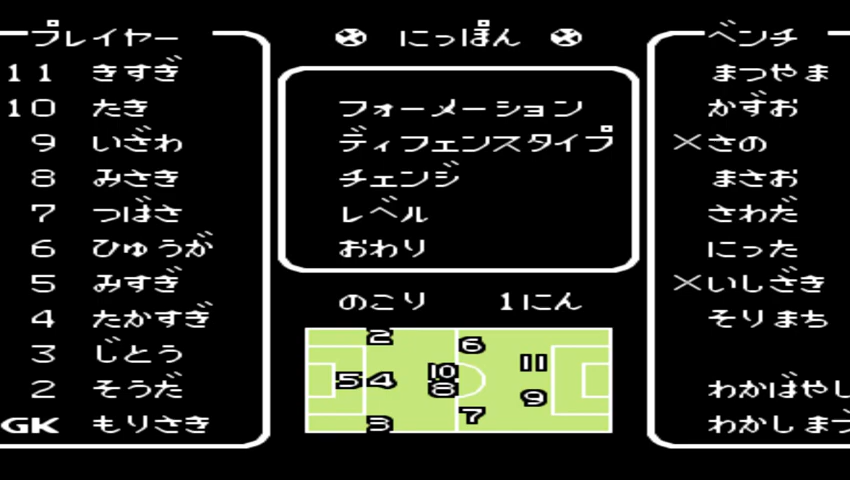 プレイヤー
11 きすぎ
10 たき
9 いざわ
8 みさき
7 つばさ
6 ひゅうが
5 みすぎ
4 たかすぎ
3 じとう
2 そうだ
GK もりさき
にっぽん
フォーメーション
ディフェンスタイプ
チェンジ
レベル
おわり
のこり 1にん
2
6
11
10
5 4
8
9
7
3
ベンチ
まつやま
かずお
×さの
まさお
さわだ
にった
×いしざき
そりまち
わかばやし
わかしまつ